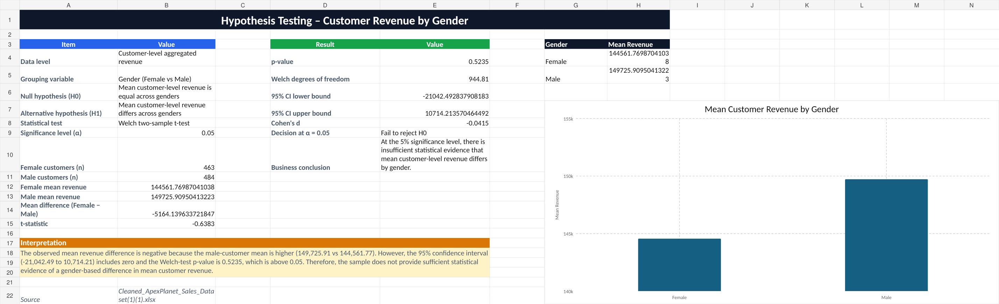 A B C D E F G H I J K L M N
1 Hypothesis Testing – Customer Revenue by Gender
2
3 Item Value Result Value Gender Mean Revenue
4 Data level Customer-level aggregated
revenue p-value 0.5235 Female 144561.7698704103
8
5 Grouping variable Gender (Female vs Male) Welch degrees of freedom 944.81 Male 149725.9095041322
3
6 Null hypothesis (H0) Mean customer-level revenue is
equal across genders 95% CI lower bound -21042.492837908183
7 Alternative hypothesis (H1) Mean customer-level revenue
differs across genders 95% CI upper bound 10714.213570464492
8 Statistical test Welch two-sample t-test Cohen's d -0.0415
9 Significance level (α) 0.05 Decision at α = 0.05 Fail to reject H0
10 Female customers (n) 463 Business conclusion At the 5% significance level, there is
insufficient statistical evidence that
mean customer-level revenue differs
by gender.
11 Male customers (n) 484
12 Female mean revenue 144561.76987041038
13 Male mean revenue 149725.90950413223
14 Mean difference (Female −
Male) -5164.139633721847
15 t-statistic -0.6383
16
17 Interpretation
18 The observed mean revenue difference is negative because the male-customer mean is higher (149,725.91 vs 144,561.77). However, the 95% confidence interval
19 (-21,042.49 to 10,714.21) includes zero and the Welch-test p-value is 0.5235, which is above 0.05. Therefore, the sample does not provide sufficient statistical
20 evidence of a gender-based difference in mean customer revenue.
21
22 Source Cleaned_ApexPlanet_Sales_Data
set(1)(1).xlsx
Mean Customer Revenue by Gender
155k
150k
145k
140k
Mean Revenue
Female Male